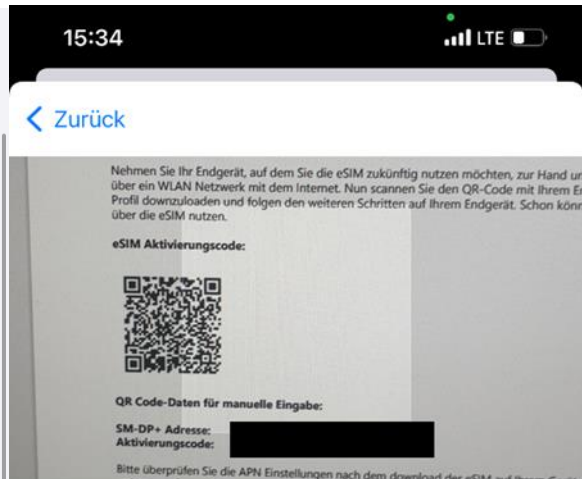 15:34
LTE
Zurück
Nehmen Sie Ihr Endgerät, auf dem Sie die eSIM zukünftig nutzen möchten, zur Hand
über ein WLAN Netzwerk mit dem Internet. Nun scannen Sie den QR-Code mit Ihrem
Profil downzuloaden und folgen den weiteren Schritten auf Ihrem Endgerät. Schon
über die eSIM nutzen.
eSIM Aktivierungscode:
QR Code-Daten für manuelle Eingabe:
SM-DP+ Adresse:
Aktivierungscode:
Bitte überprüfen Sie die APN Einstellungen nach dem download der eSIM auf Ihrem